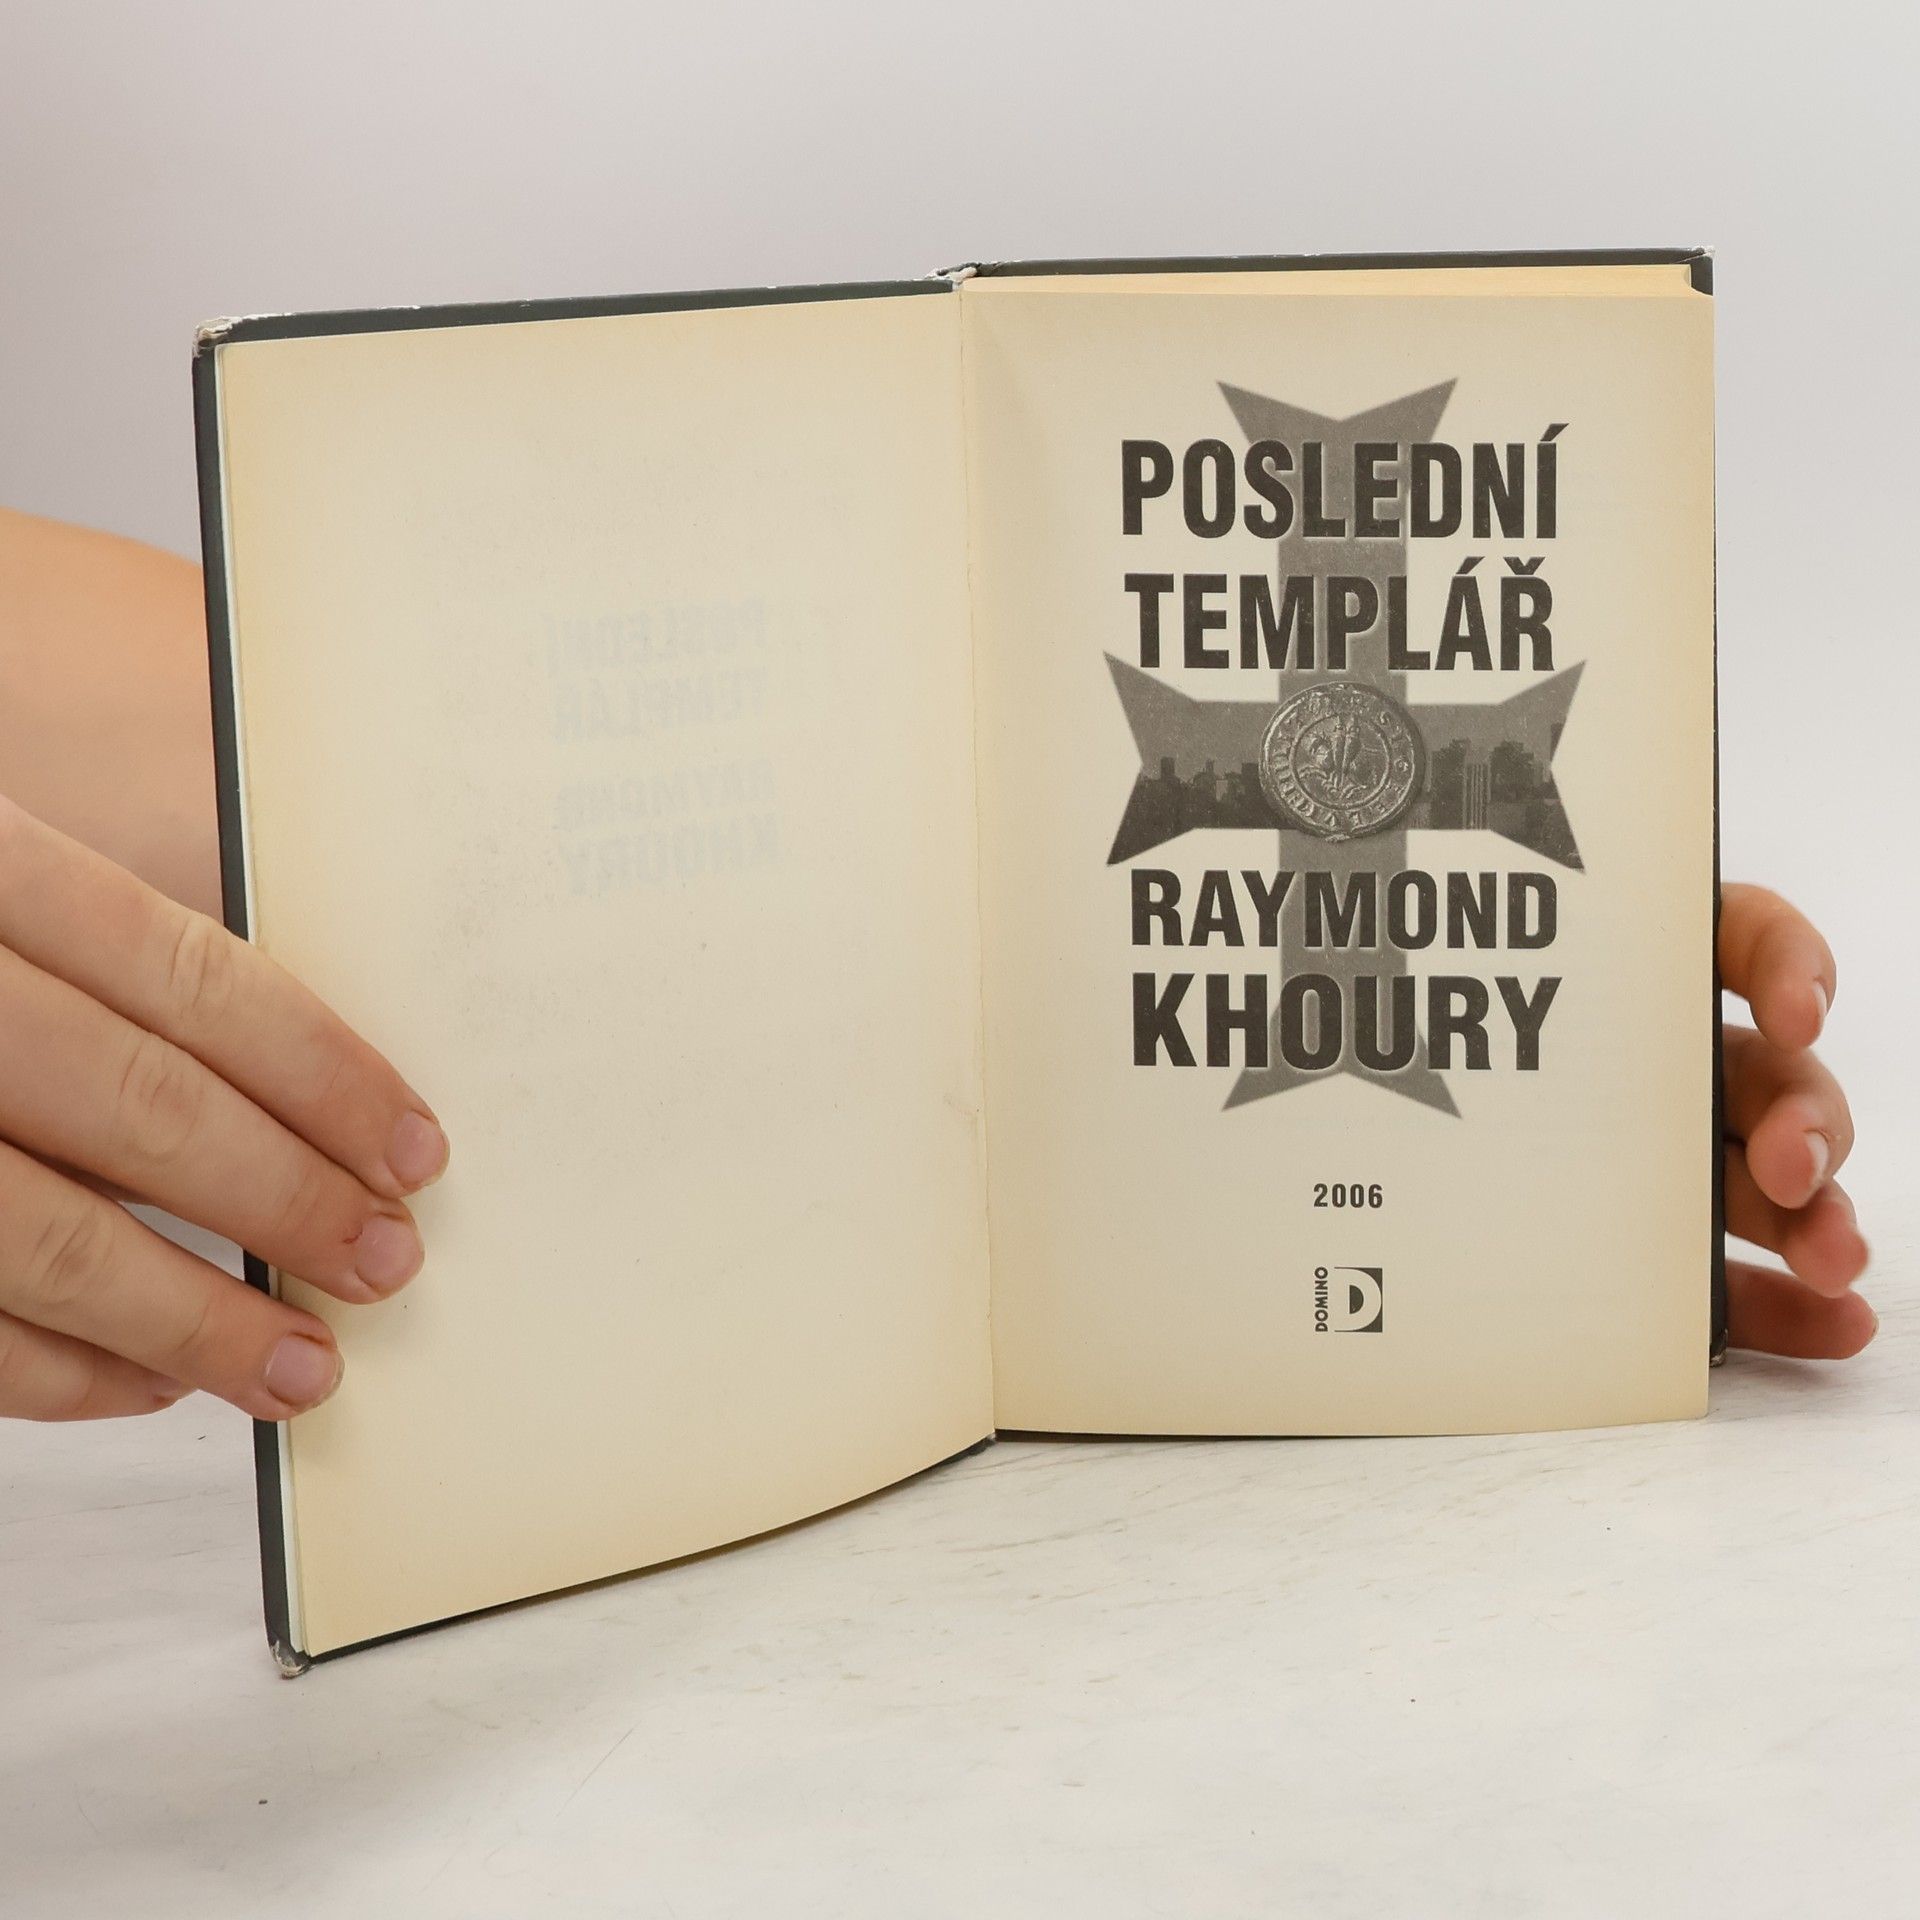 POSLEDNÍ
TEMPLÁŘ
RAYMOND
KHOURY
2006
DOMINO
D